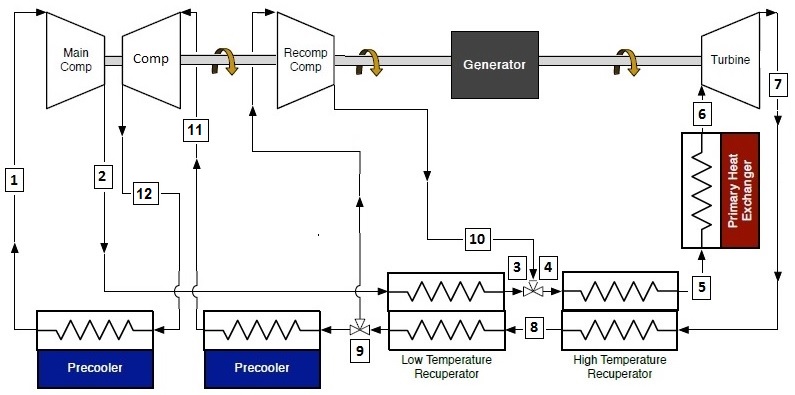 Main
Comp
Comp
Recomp
Comp
Generator
Turbine
7
6
11
1
2
12
Primary Heat
Exchanger
10
3
4
5
8
9
Precooler
Precooler
Low Temperature
Recuperator
High Temperature
Recuperator